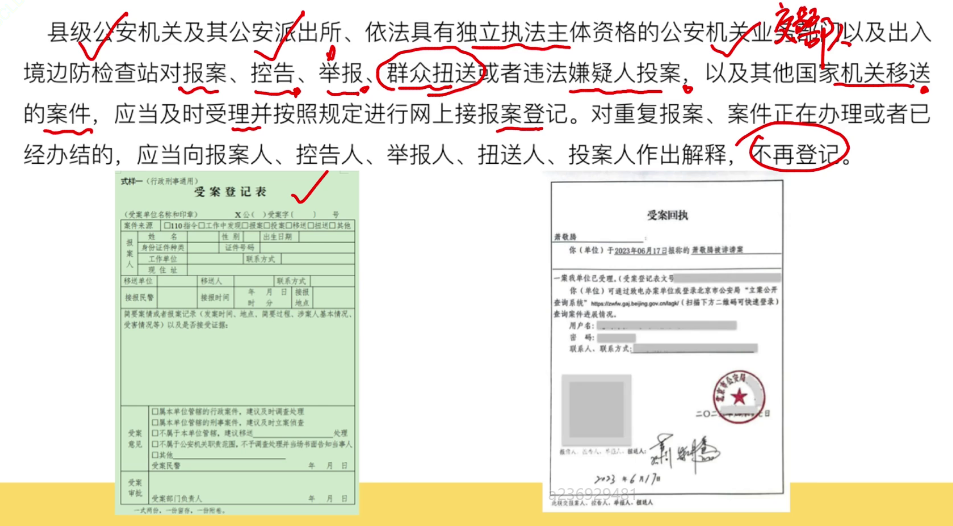 县级公安机关及其公安派出所、依法具有独立执法主体资格的公安机关业务部门以及出入
境边防检查站对报案、控告、举报、群众扭送或者违法嫌疑人投案，以及其他国家机关移送
的案件，应当及时受理并按照规定进行网上接报案登记。对重复报案、案件正在办理或者已
经办结的，应当向报案人、控告人、举报人、扭送人、投案人作出解释，不再登记。
式样一（行政刑事通用）
受案登记表
（受案单位名称和印章） X公（ ）受案字〔 〕 号
案件来源 □110指令□工作中发现□报案□投案□移送□扭送□其他
报案人
姓名 性别 出生日期
身份证件种类 证件号码
工作单位 联系方式
现住址
移送单位 移送人 联系方式
接报民警 接报时间 年 月 日 时 分 接报地点
简要案情或者报案记录（发案时间、地点、简要过程、涉案人基本情况、
受害情况等）以及是否接受证据：
受案意见
□属本单位管辖的行政案件，建议及时调查处理
□属本单位管辖的刑事案件，建议及时立案侦查
□不属于本单位管辖，建议移送 处理
□不属于公安机关职责范围，不予调查处理并当场书面告知当事人
□其他
受案民警 年 月 日
受案审批
受案部门负责人 年 月 日
一式两份，一份留存，一份附卷。
受案回执
萧敬腾 ：
你（单位）于2023年06月17日报称的 萧敬腾被诽谤案
一案我单位已受理（受案登记表文号
你（单位）可通过致电办案单位或登录北京市公安局“立案公开
查询系统”https://zwfw.gaj.beijing.gov.cn/lagk/（扫描下方二维码可快速登录）
查询案件进展情况。
用户名：
密码：
联系人、联系方式：
北京市公安局
2023年6月17日
a236929481